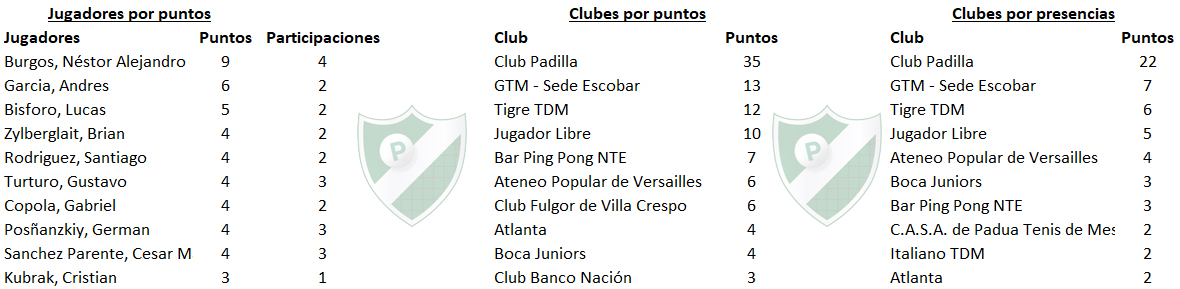 Jugadores por puntos Clubes por puntos Clubes por presencias
Jugadores Puntos Participaciones Club Puntos Club Puntos
Burgos, Néstor Alejandro 9 4 Club Padilla 35 Club Padilla 22
Garcia, Andres 6 2 GTM - Sede Escobar 13 GTM - Sede Escobar 7
Bisforo, Lucas 5 2 Tigre TDM 12 Tigre TDM 6
Zylberglait, Brian 4 2 Jugador Libre 10 Jugador Libre 5
Rodriguez, Santiago 4 2 Bar Ping Pong NTE 7 Ateneo Popular de Versailles 4
Turturo, Gustavo 4 3 Ateneo Popular de Versailles 6 Boca Juniors 3
Copola, Gabriel 4 2 Club Fulgor de Villa Crespo 6 Bar Ping Pong NTE 3
Posñanzkiy, German 4 3 Atlanta 4 C.A.S.A. de Padua Tenis de Mes 2
Sanchez Parente, Cesar M 4 3 Boca Juniors 4 Italiano TDM 2
Kubrak, Cristian 3 1 Club Banco Nación 3 Atlanta 2
P
P